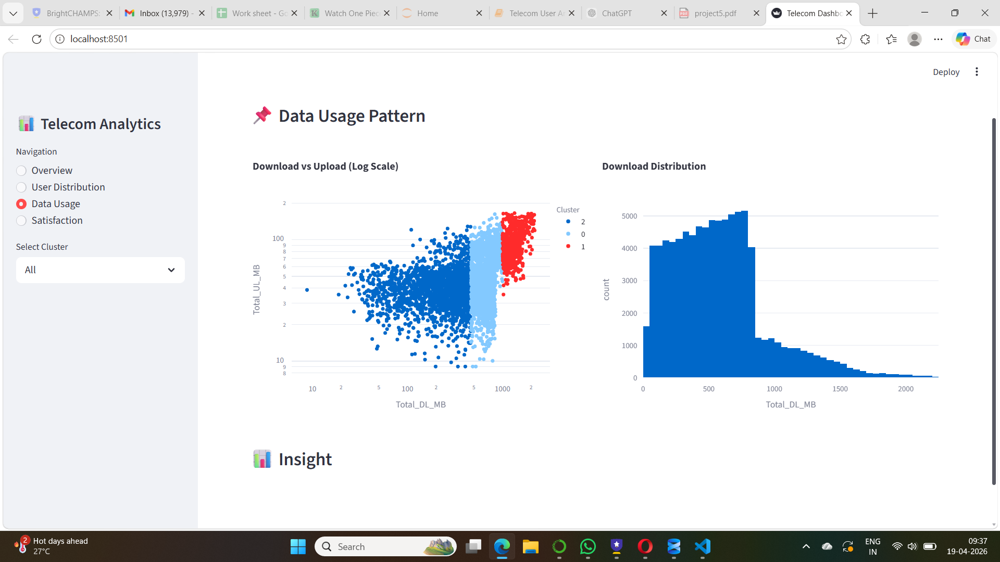 BrightCHAMPS:
Inbox (13,979) -
Work sheet - Go
Watch One Piec
Home
Telecom User A
ChatGPT
project5.pdf
Telecom Dashbo
localhost:8501
Chat
Deploy
Telecom Analytics
Navigation
Overview
User Distribution
Data Usage
Satisfaction
Select Cluster
All
Data Usage Pattern
Download vs Upload (Log Scale)
2
100
9
8
7
6
5
4
3
2
10
9
8
Total_UL_MB
10
2
5
100
2
5
1000
2
Total_DL_MB
Cluster
2
0
1
Download Distribution
5000
4000
3000
2000
1000
0
count
0
500
1000
1500
2000
Total_DL_MB
Insight
2
Hot days ahead
27°C
Search
ENG
IN
09:37
19-04-2026